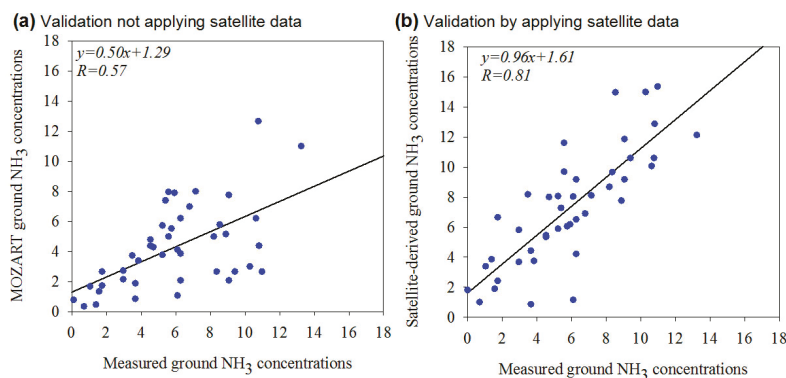 (a) Validation not applying satellite data
y=0.50x+1.29
R=0.57
MOZART ground NH3 concentrations
18
16
14
12
10
8
6
4
2
0
0 2 4 6 8 10 12 14 16 18
Measured ground NH3 concentrations
(b) Validation by applying satellite data
y=0.96x+1.61
R=0.81
Satellite-derived ground NH3 concentrations
18
16
14
12
10
8
6
4
2
0
0 2 4 6 8 10 12 14 16 18
Measured ground NH3 concentrations